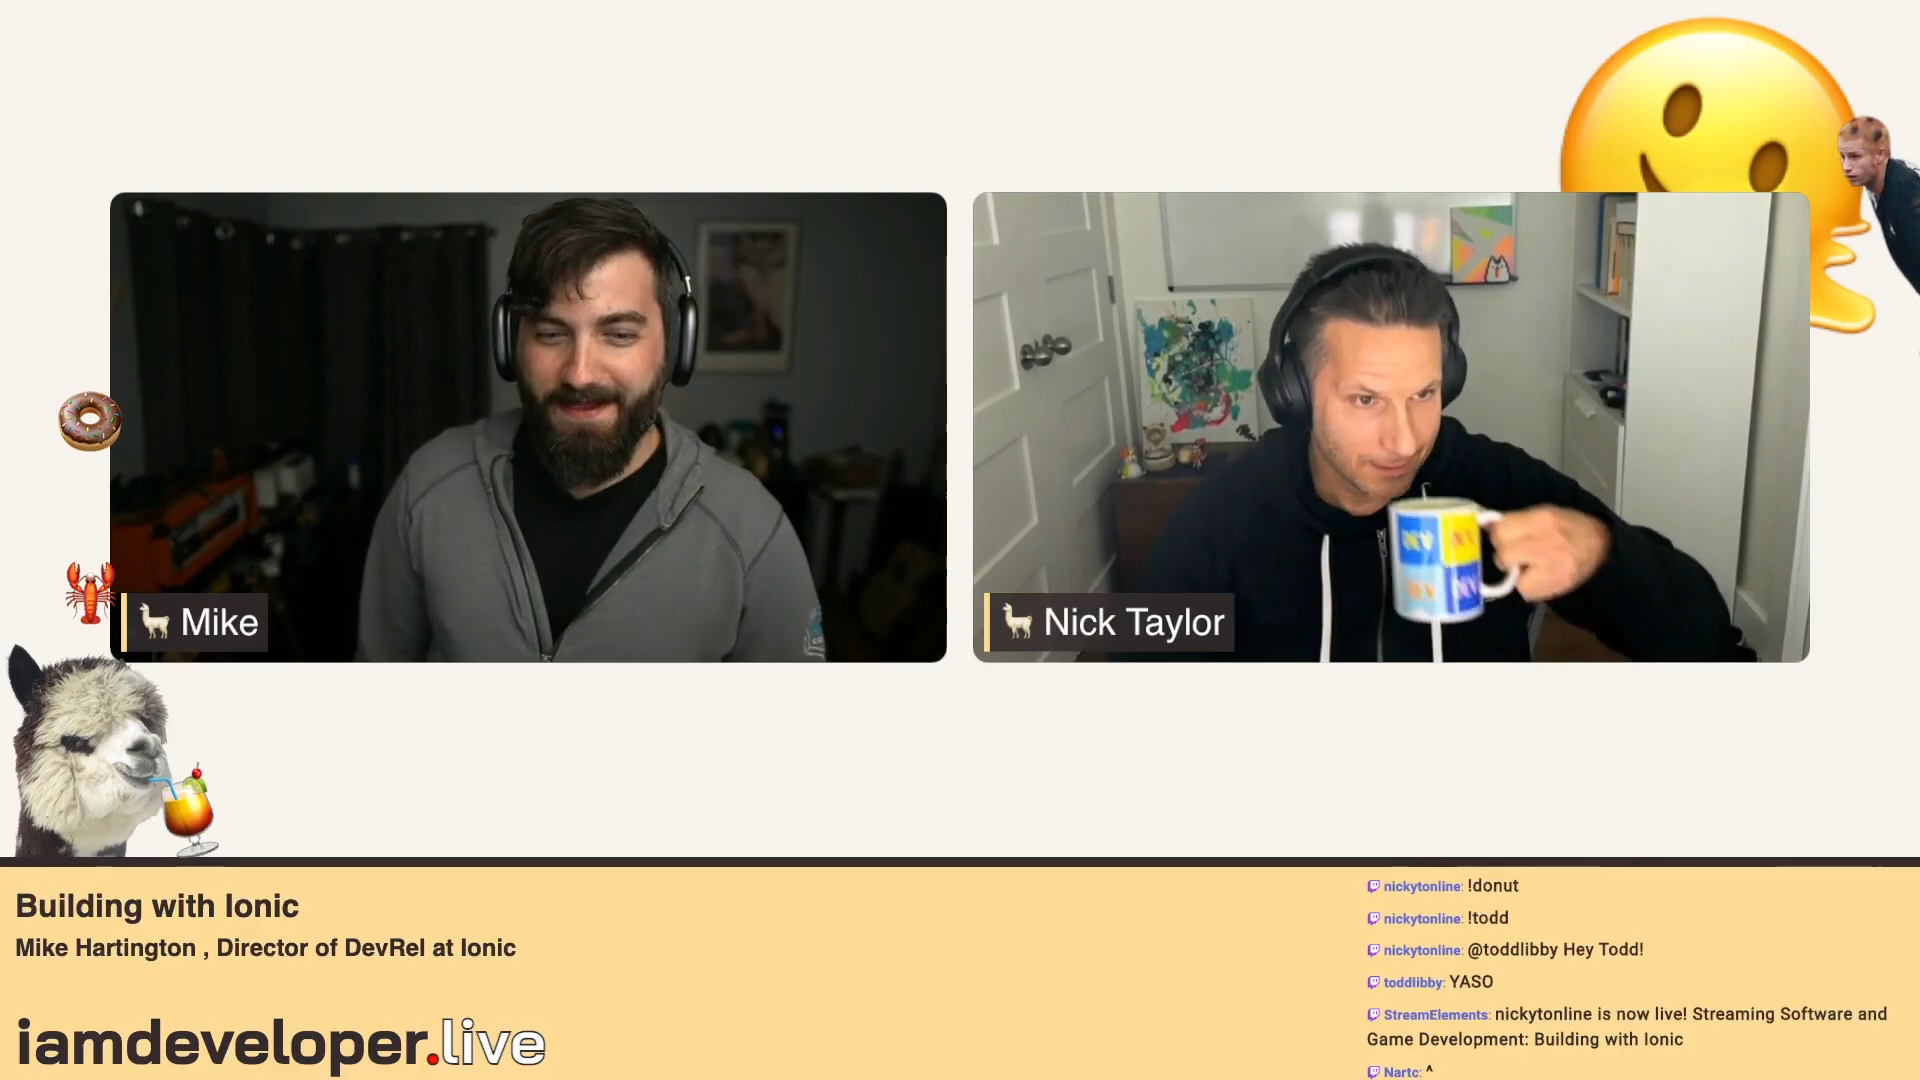 Mike
Nick Taylor
Building with Ionic
Mike Hartington , Director of DevRel at Ionic
iamdeveloper.live
nickytonline: !donut
nickytonline: !todd
nickytonline: @toddlibby Hey Todd!
toddlibby: YASO
StreamElements: nickytonline is now live! Streaming Software and
Game Development: Building with Ionic
Nartc: ^